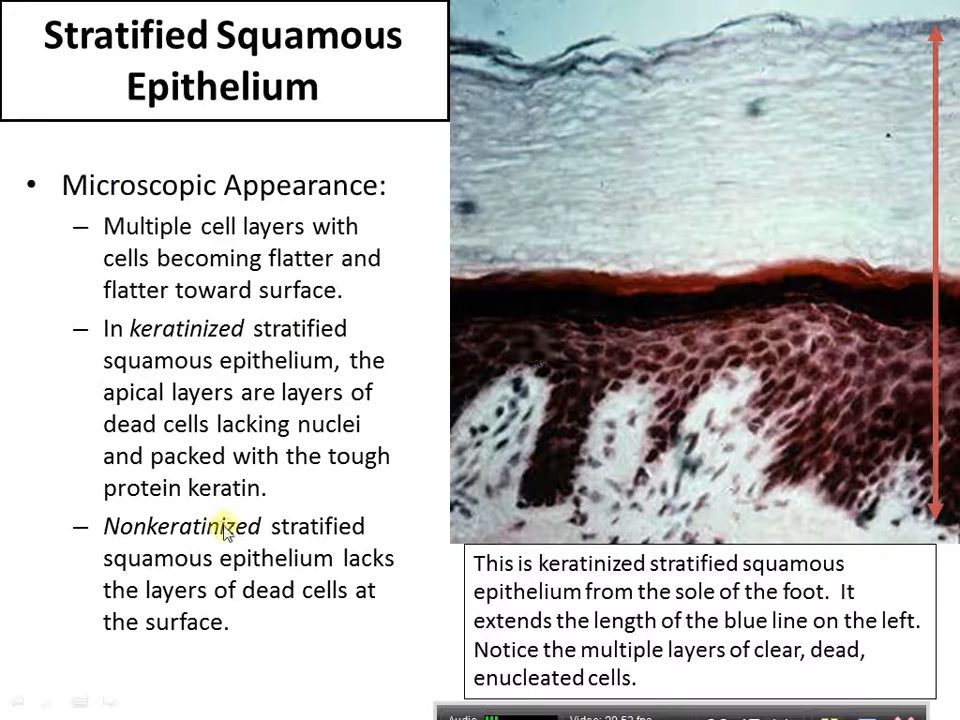 Stratified Squamous
Epithelium
• Microscopic Appearance:
– Multiple cell layers with
cells becoming flatter and
flatter toward surface.
– In keratinized stratified
squamous epithelium, the
apical layers are layers of
dead cells lacking nuclei
and packed with the tough
protein keratin.
– Nonkeratinized stratified
squamous epithelium lacks
the layers of dead cells at
the surface.
This is keratinized stratified squamous
epithelium from the sole of the foot. It
extends the length of the blue line on the left.
Notice the multiple layers of clear, dead,
enucleated cells.